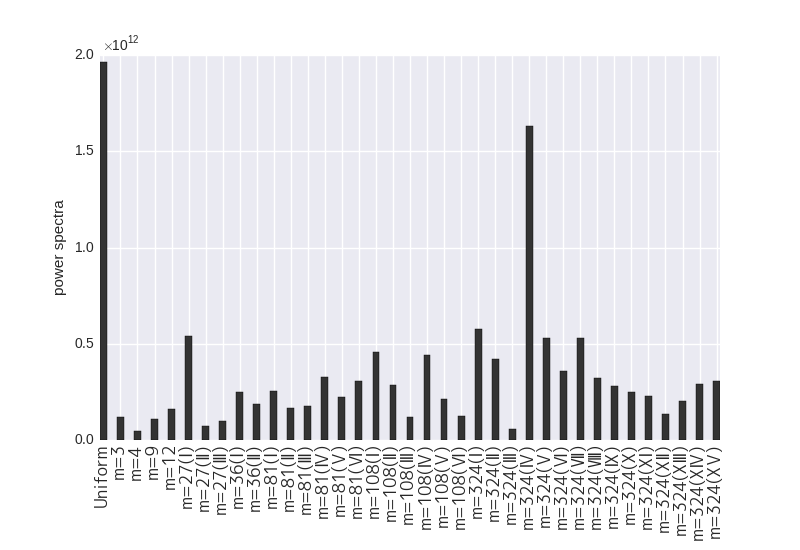 ×10¹²
2.0
1.5
1.0
0.5
0.0
power spectra
Uniform
m=3
m=4
m=9
m=12
m=27(I)
m=27(II)
m=27(III)
m=36(I)
m=36(II)
m=81(I)
m=81(II)
m=81(III)
m=81(IV)
m=81(V)
m=81(VI)
m=108(I)
m=108(II)
m=108(III)
m=108(IV)
m=108(V)
m=108(VI)
m=324(I)
m=324(II)
m=324(III)
m=324(IV)
m=324(V)
m=324(VI)
m=324(VII)
m=324(VIII)
m=324(IX)
m=324(X)
m=324(XI)
m=324(XII)
m=324(XIII)
m=324(XIV)
m=324(XV)